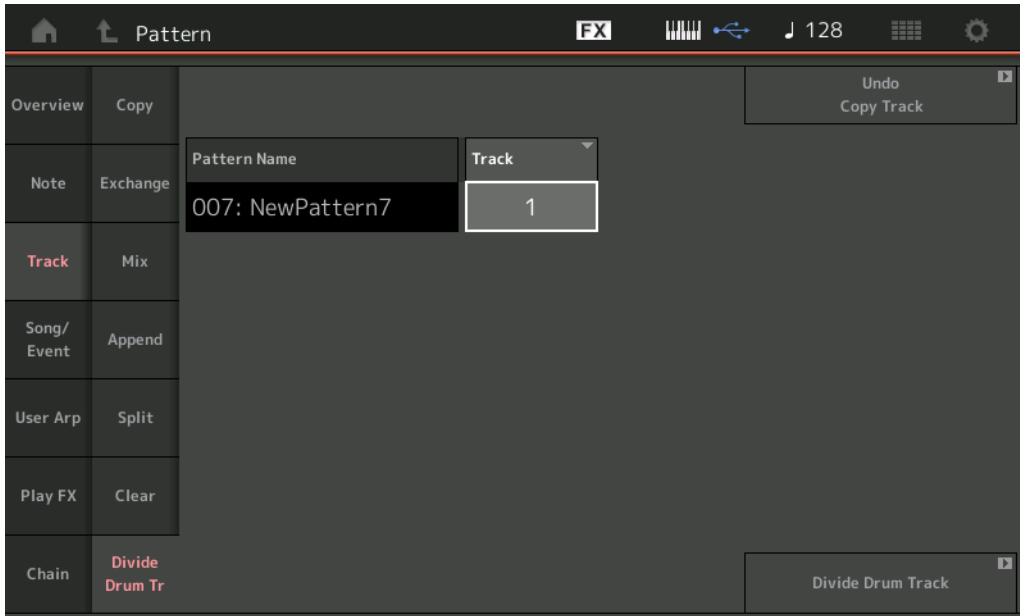 Pattern
FX
♩ 128
Overview
Copy
Undo
Copy Track
Pattern Name
Track
Note
Exchange
007: NewPattern7
1
Track
Mix
Song/
Event
Append
User Arp
Split
Play FX
Clear
Chain
Divide
Drum Tr
Divide Drum Track